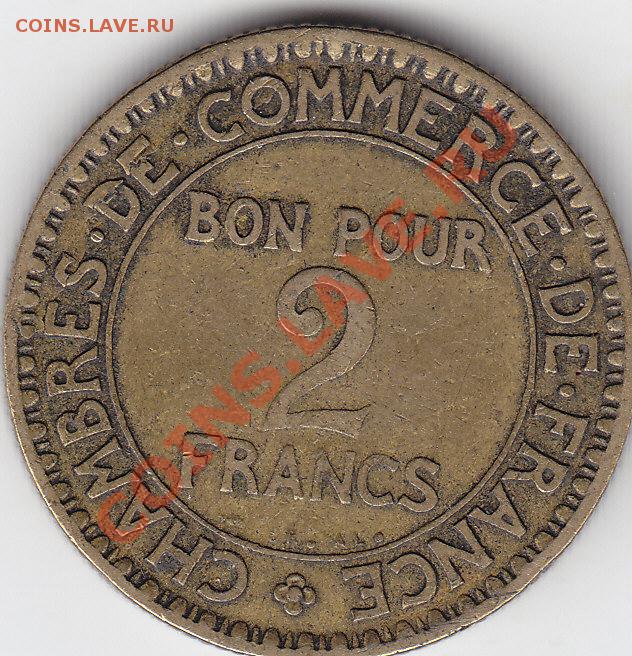 COINS.LAVE.RU
CHAMBRES·DE·COMMERCE·DE·FRANCE
BON POUR
2
FRANCS
COINS.LAVE.RU